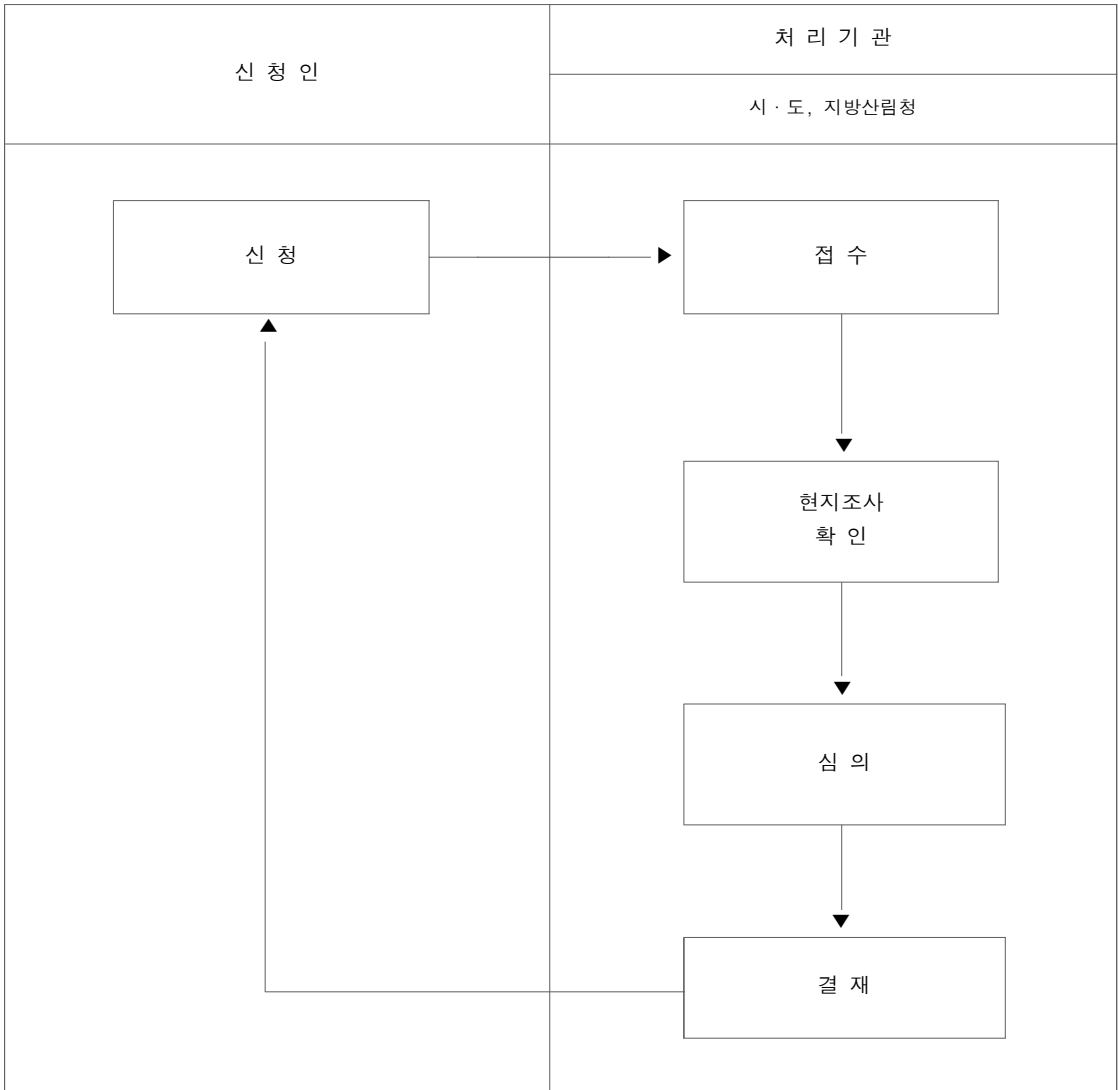 신 청 인
처 리 기 관
시 · 도, 지방산림청
신 청
접 수
현지조사
확 인
심 의
결 재